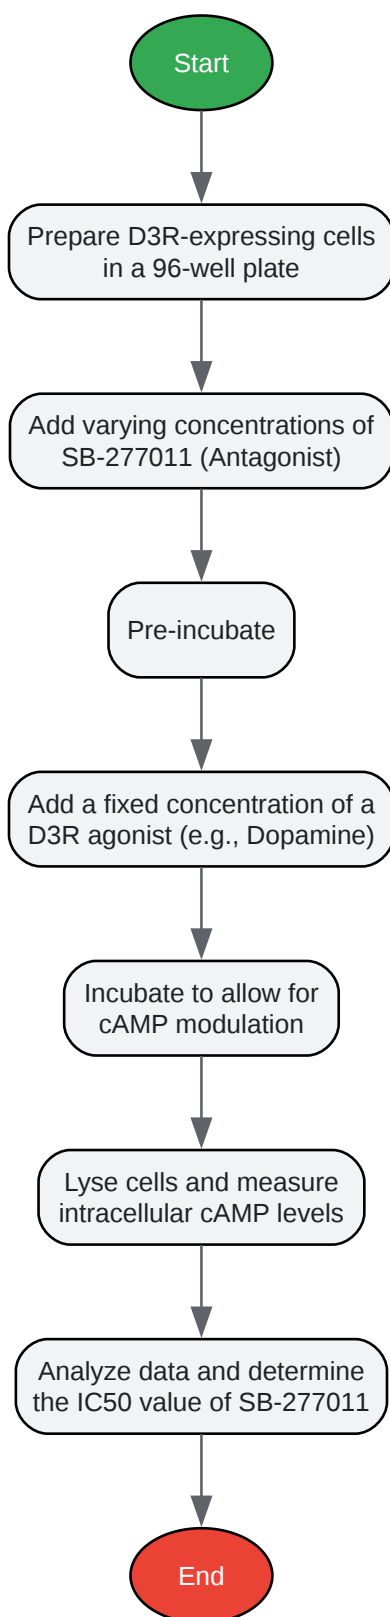 Start
Prepare D3R-expressing cells
in a 96-well plate
Add varying concentrations of
SB-277011 (Antagonist)
Pre-incubate
Add a fixed concentration of a
D3R agonist (e.g., Dopamine)
Incubate to allow for
cAMP modulation
Lyse cells and measure
intracellular cAMP levels
Analyze data and determine
the IC50 value of SB-277011
End